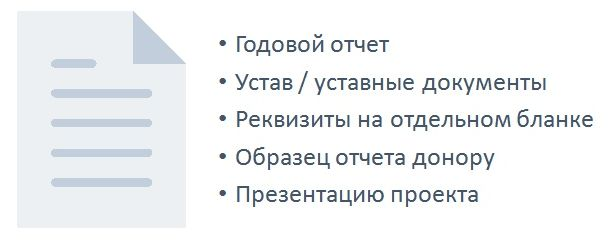 • Годовой отчет
• Устав / уставные документы
• Реквизиты на отдельном бланке
• Образец отчета донору
• Презентацию проекта